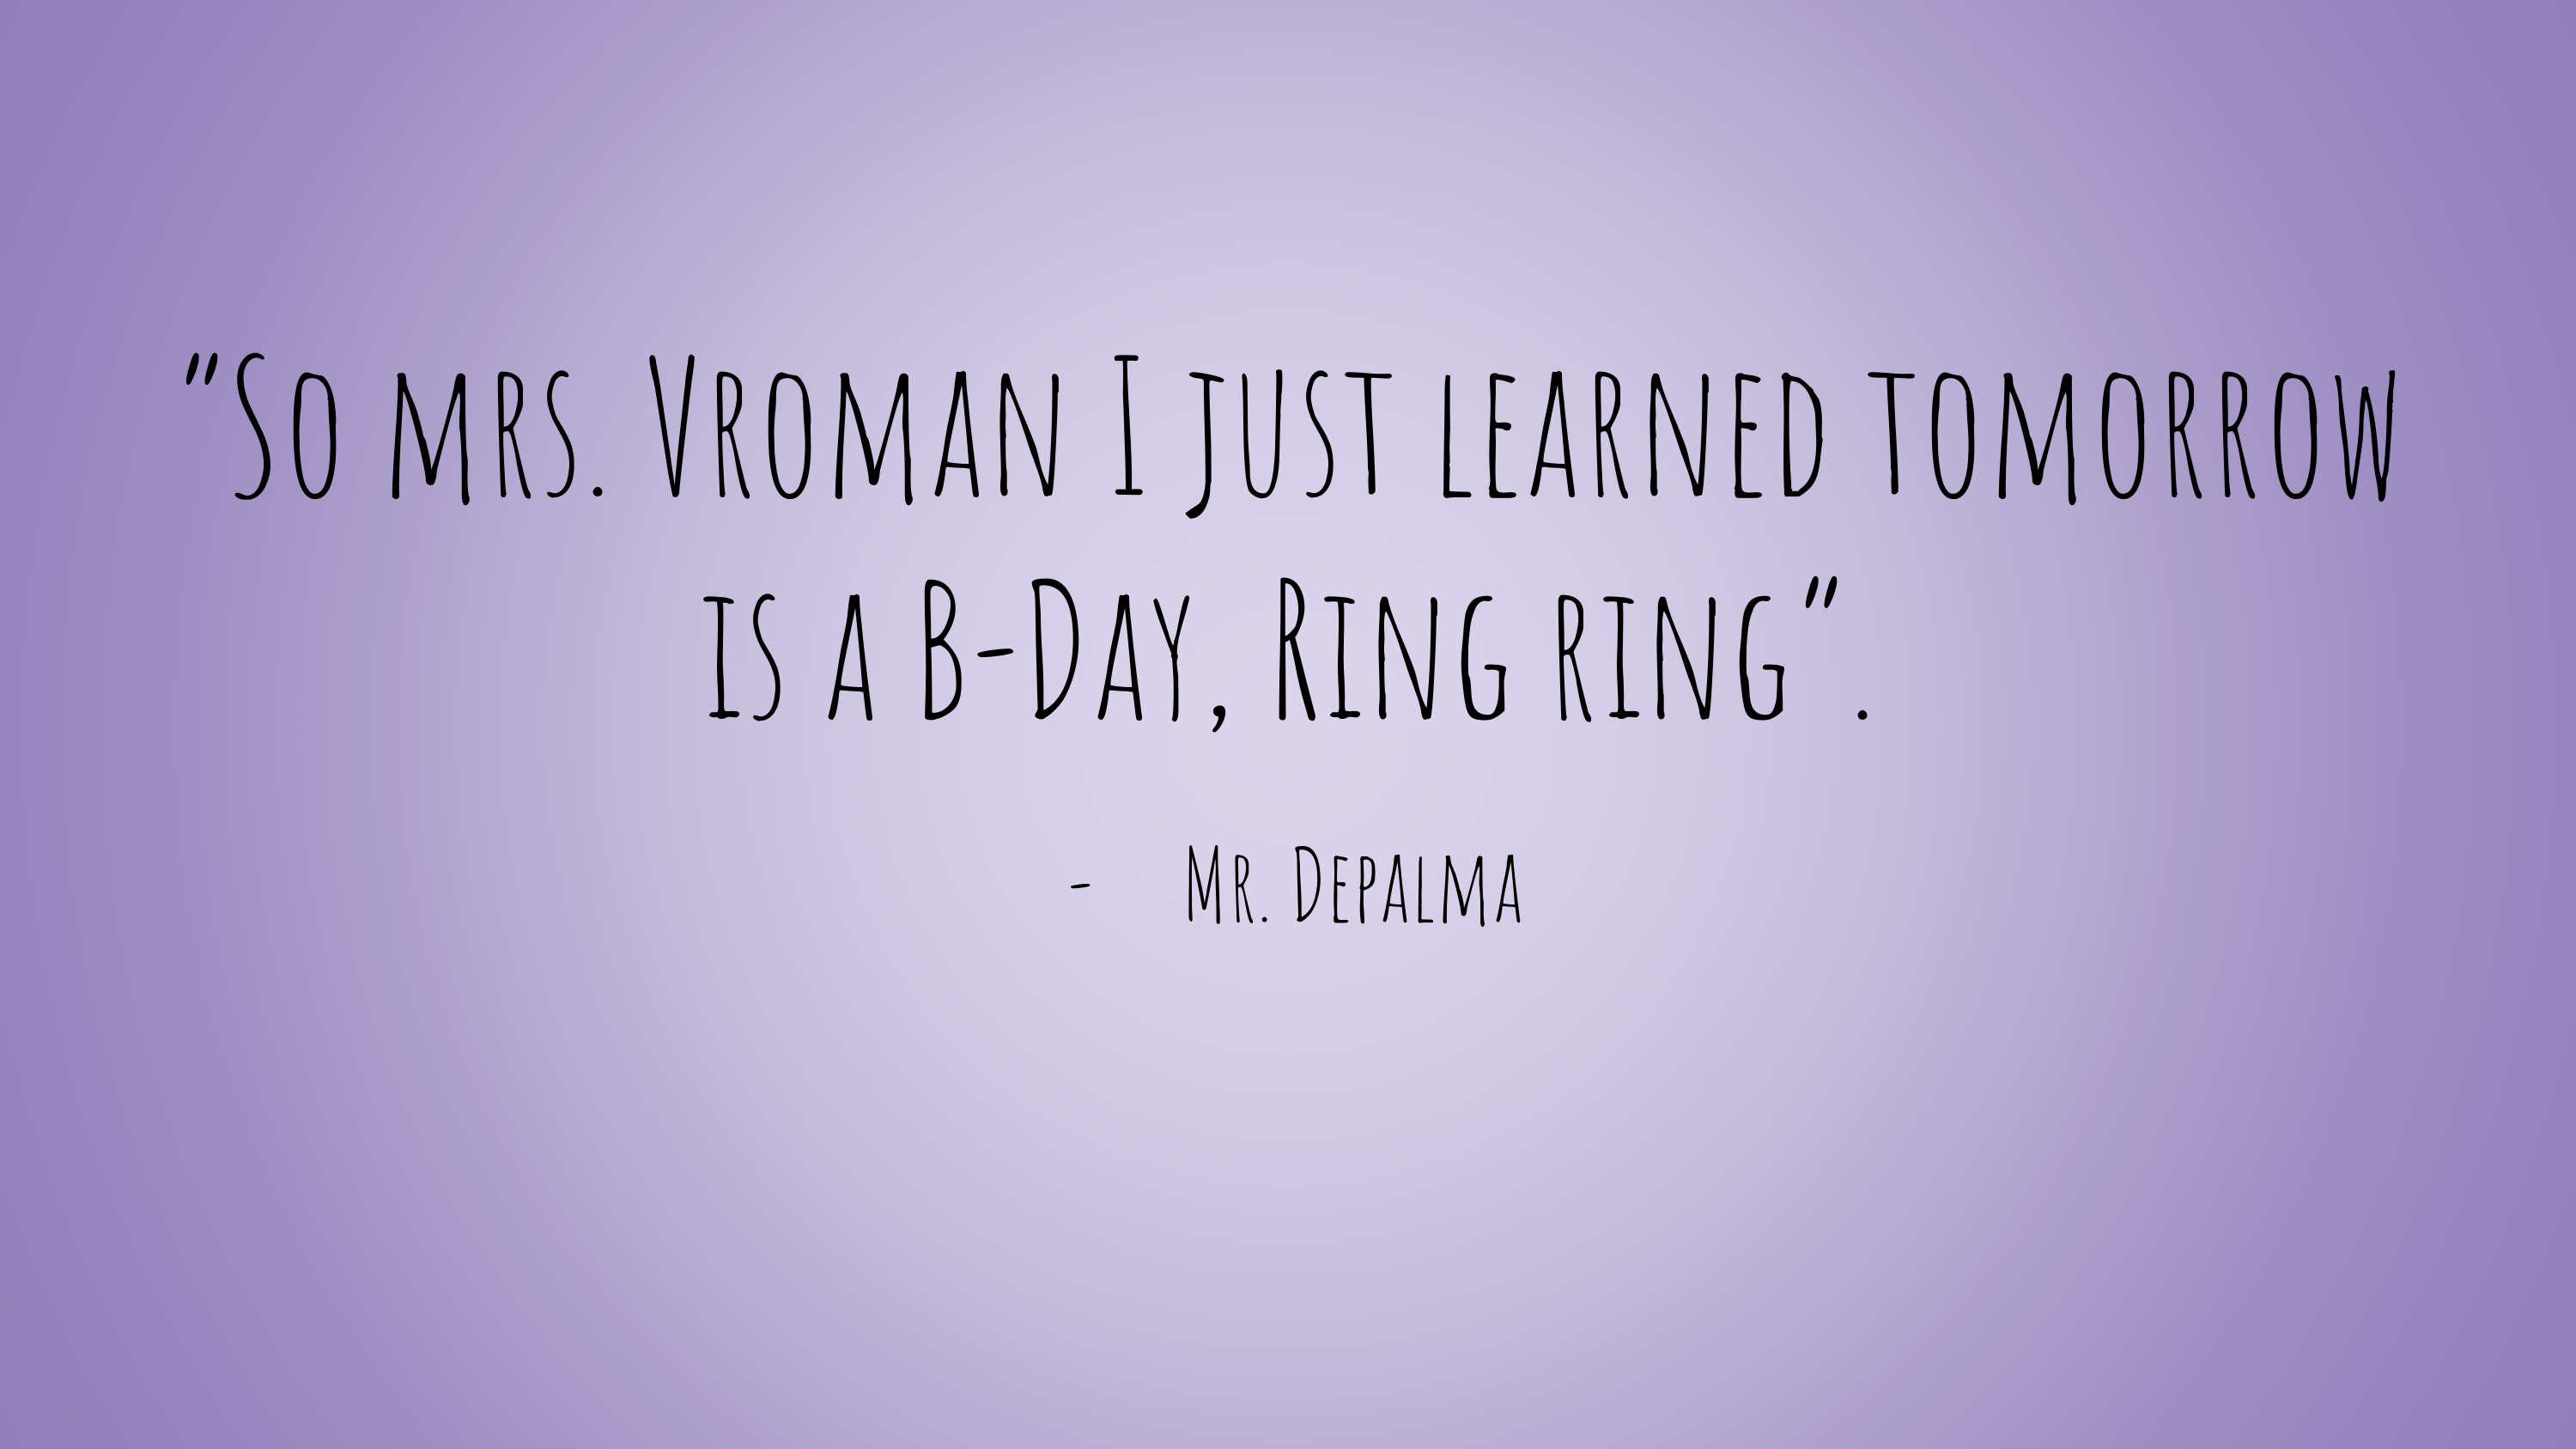 "So mrs. Vroman I just learned tomorrow
is a B-Day, Ring ring".
- Mr. Depalma